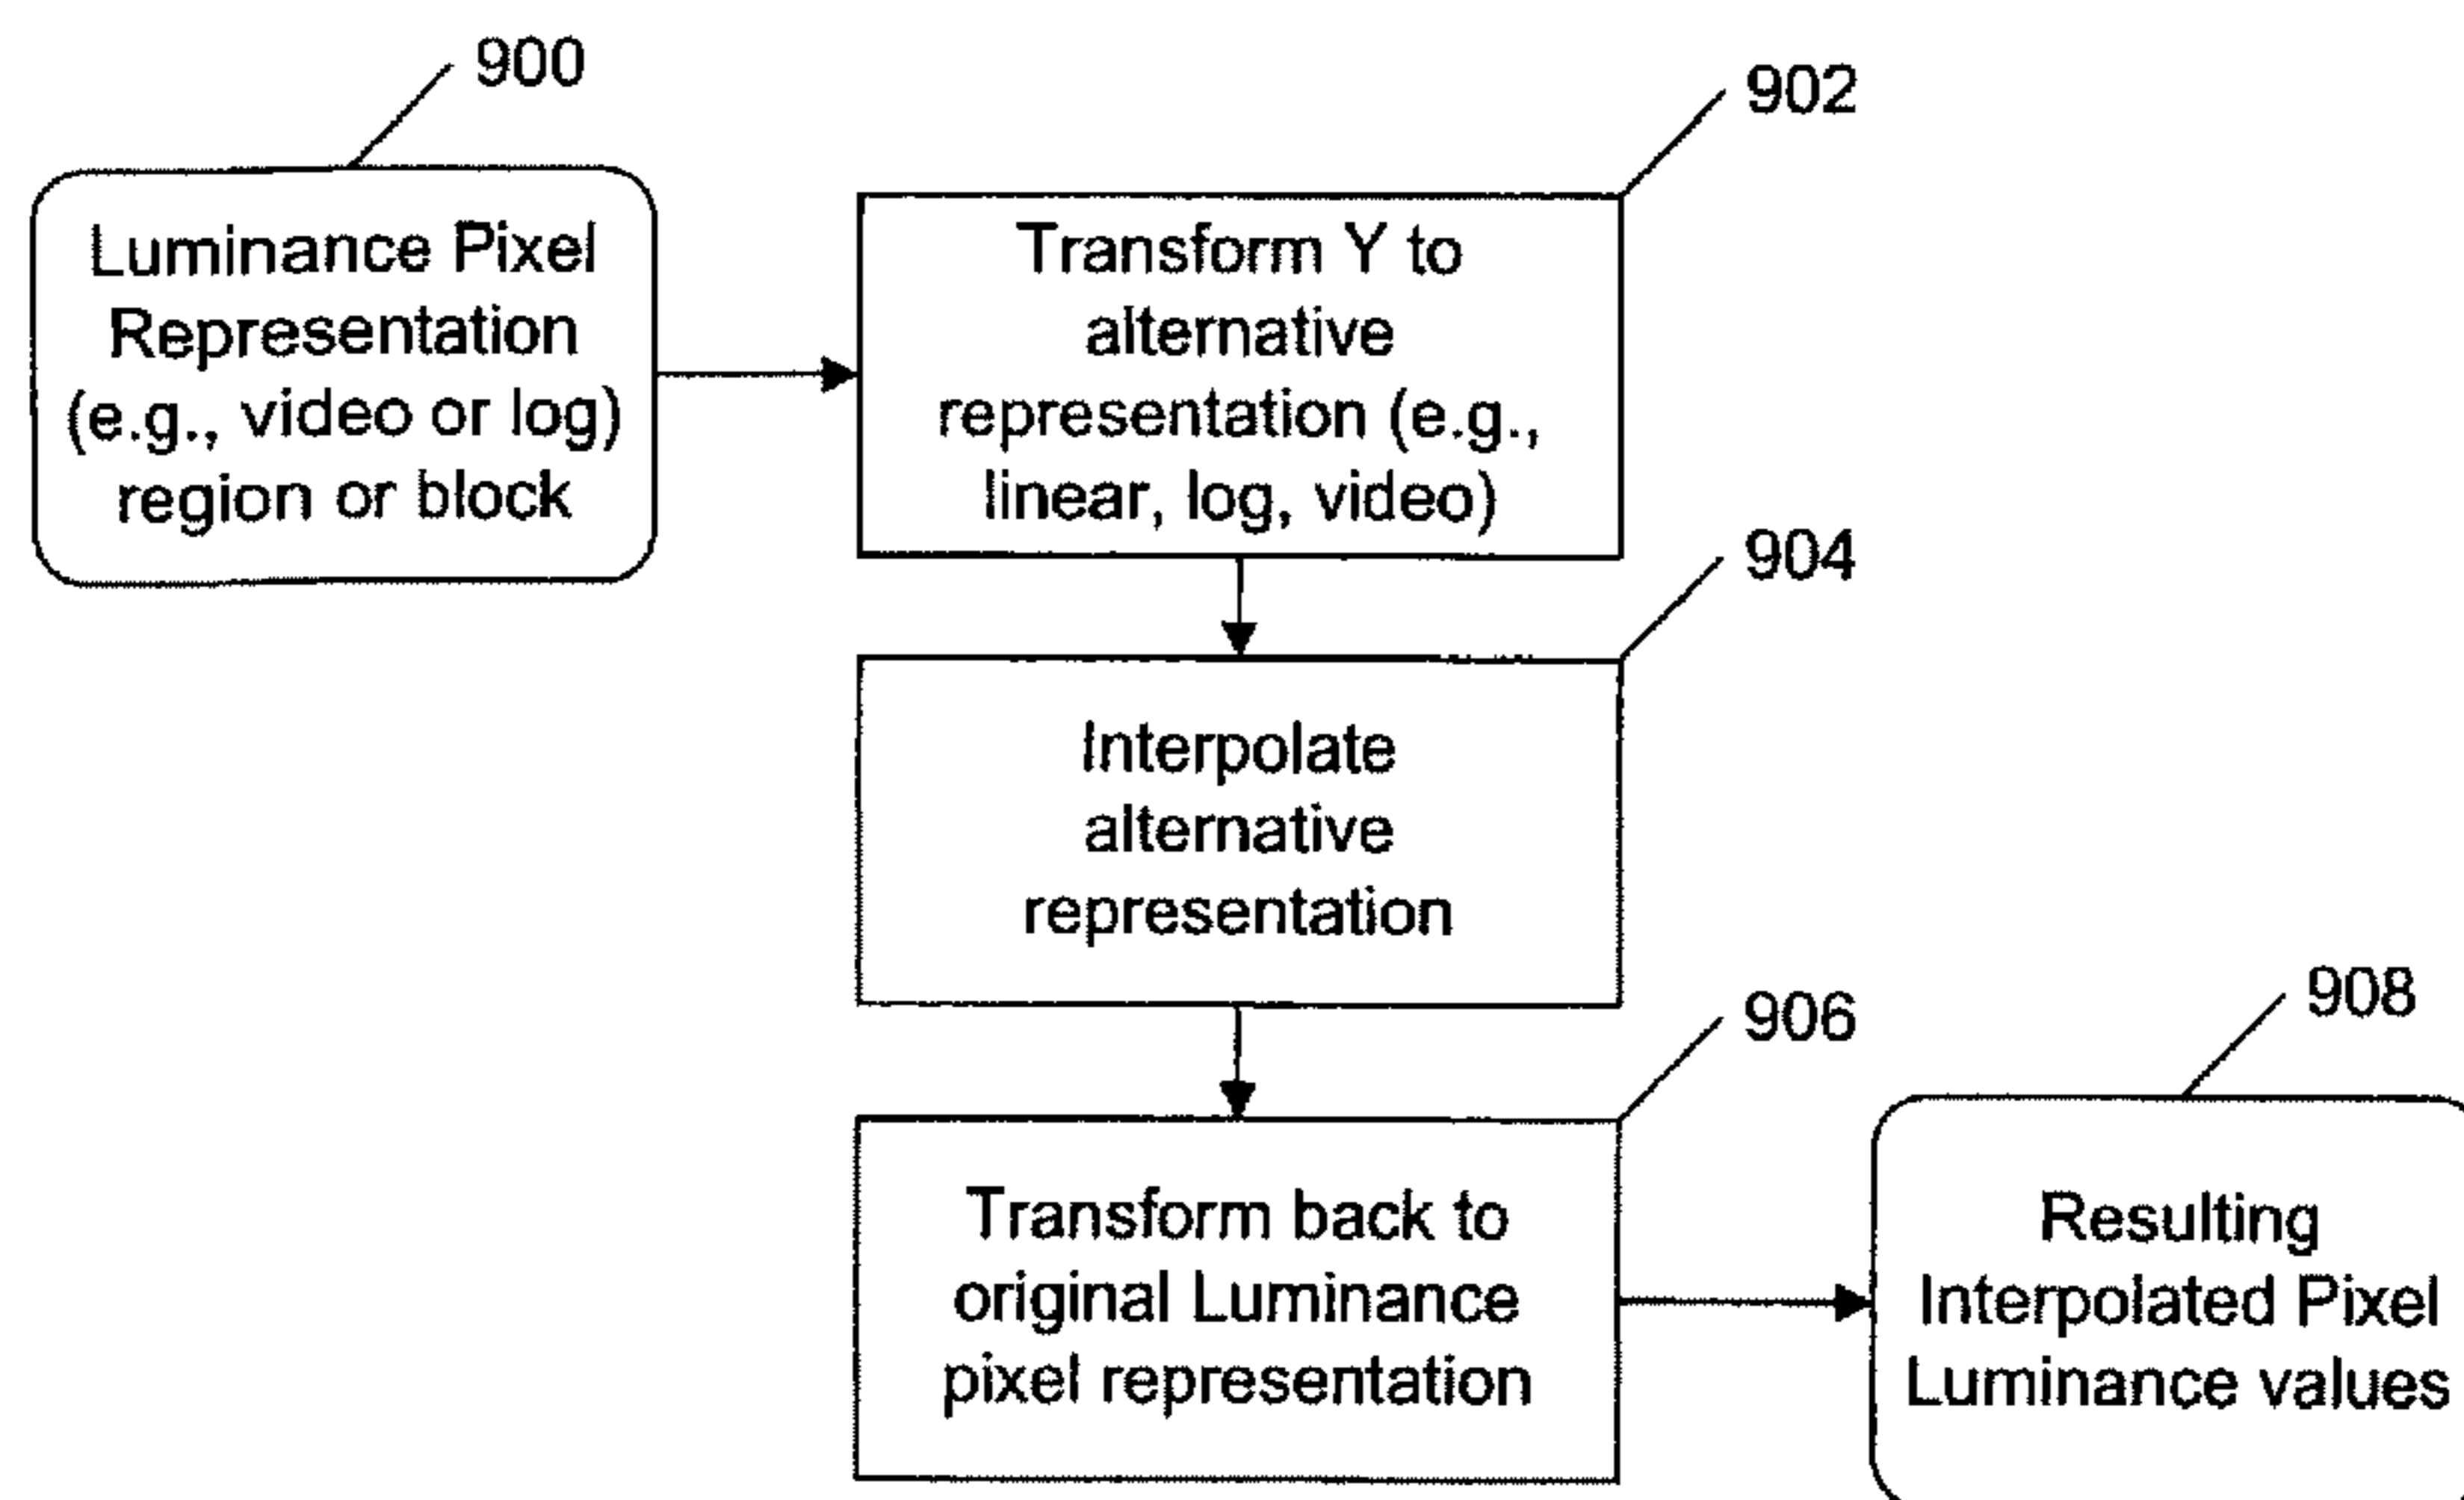 900
Luminance Pixel
Representation
(e.g., video or log)
region or block
902
Transform Y to
alternative
representation (e.g.,
linear, log, video)
904
Interpolate
alternative
representation
906
Transform back to
original Luminance
pixel representation
908
Resulting
Interpolated Pixel
Luminance values